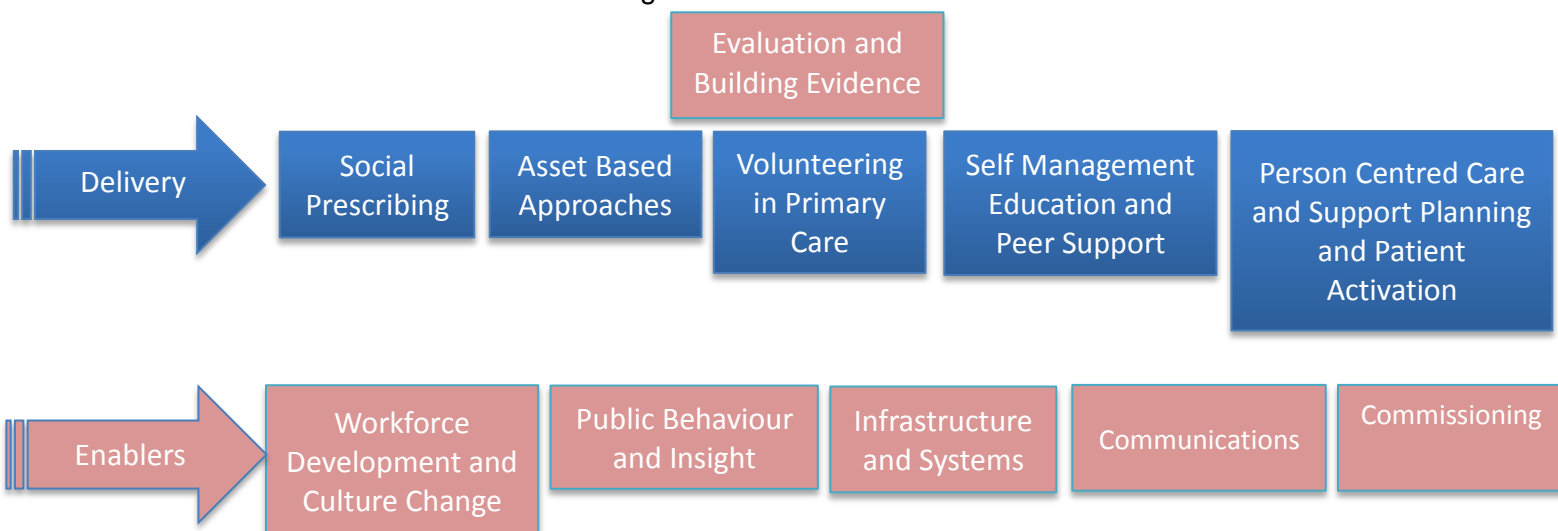 Evaluation and
Building Evidence
Delivery
Social
Prescribing
Asset Based
Approaches
Volunteering
in Primary
Care
Self Management
Education and
Peer Support
Person Centred Care
and Support Planning
and Patient
Activation
Enablers
Workforce
Development and
Culture Change
Public Behaviour
and Insight
Infrastructure
and Systems
Communications
Commissioning